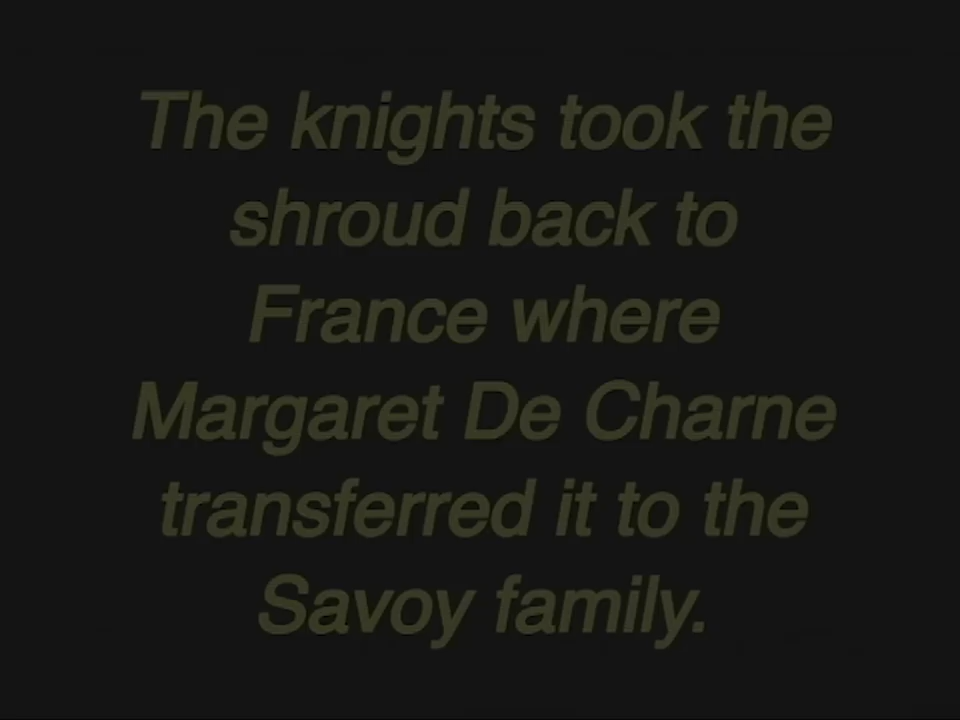 The knights took the
shroud back to
France where
Margaret De Charne
transferred it to the
Savoy family.